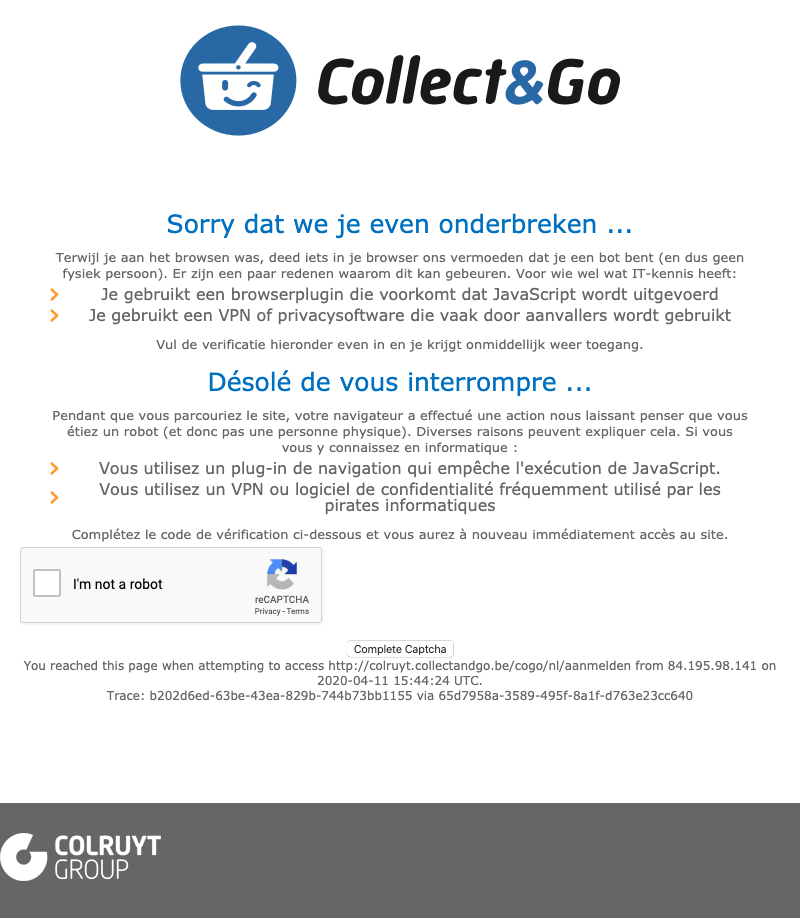 Collect&Go
Sorry dat we je even onderbreken ...
Terwijl je aan het browsen was, deed iets in je browser ons vermoeden dat je een bot bent (en dus geen
fysiek persoon). Er zijn een paar redenen waarom dit kan gebeuren. Voor wie wel wat IT-kennis heeft:
Je gebruikt een browserplugin die voorkomt dat JavaScript wordt uitgevoerd
Je gebruikt een VPN of privacysoftware die vaak door aanvallers wordt gebruikt
Vul de verificatie hieronder even in en je krijgt onmiddellijk weer toegang.
Désolé de vous interrompre ...
Pendant que vous parcouriez le site, votre navigateur a effectué une action nous laissant penser que vous
étiez un robot (et donc pas une personne physique). Diverses raisons peuvent expliquer cela. Si vous
vous y connaissez en informatique :
Vous utilisez un plug-in de navigation qui empêche l'exécution de JavaScript.
Vous utilisez un VPN ou logiciel de confidentialité fréquemment utilisé par les
pirates informatiques
Complétez le code de vérification ci-dessous et vous aurez à nouveau immédiatement accès au site.
I'm not a robot
reCAPTCHA
Privacy - Terms
Complete Captcha
You reached this page when attempting to access http://colruyt.collectandgo.be/cogo/nl/aanmelden from 84.195.98.141 on
2020-04-11 15:44:24 UTC.
Trace: b202d6ed-63be-43ea-829b-744b73bb1155 via 65d7958a-3589-495f-8a1f-d763e23cc640
COLRUYT
GROUP